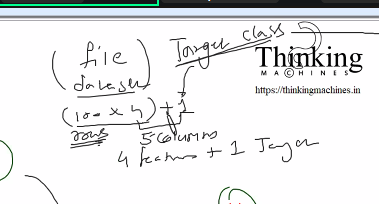 Target class
(file)
dataset
(100 x 4) + 1
rows
5 columns
4 features + 1 Target
Thinking
MACHINES
https://thinkingmachines.in